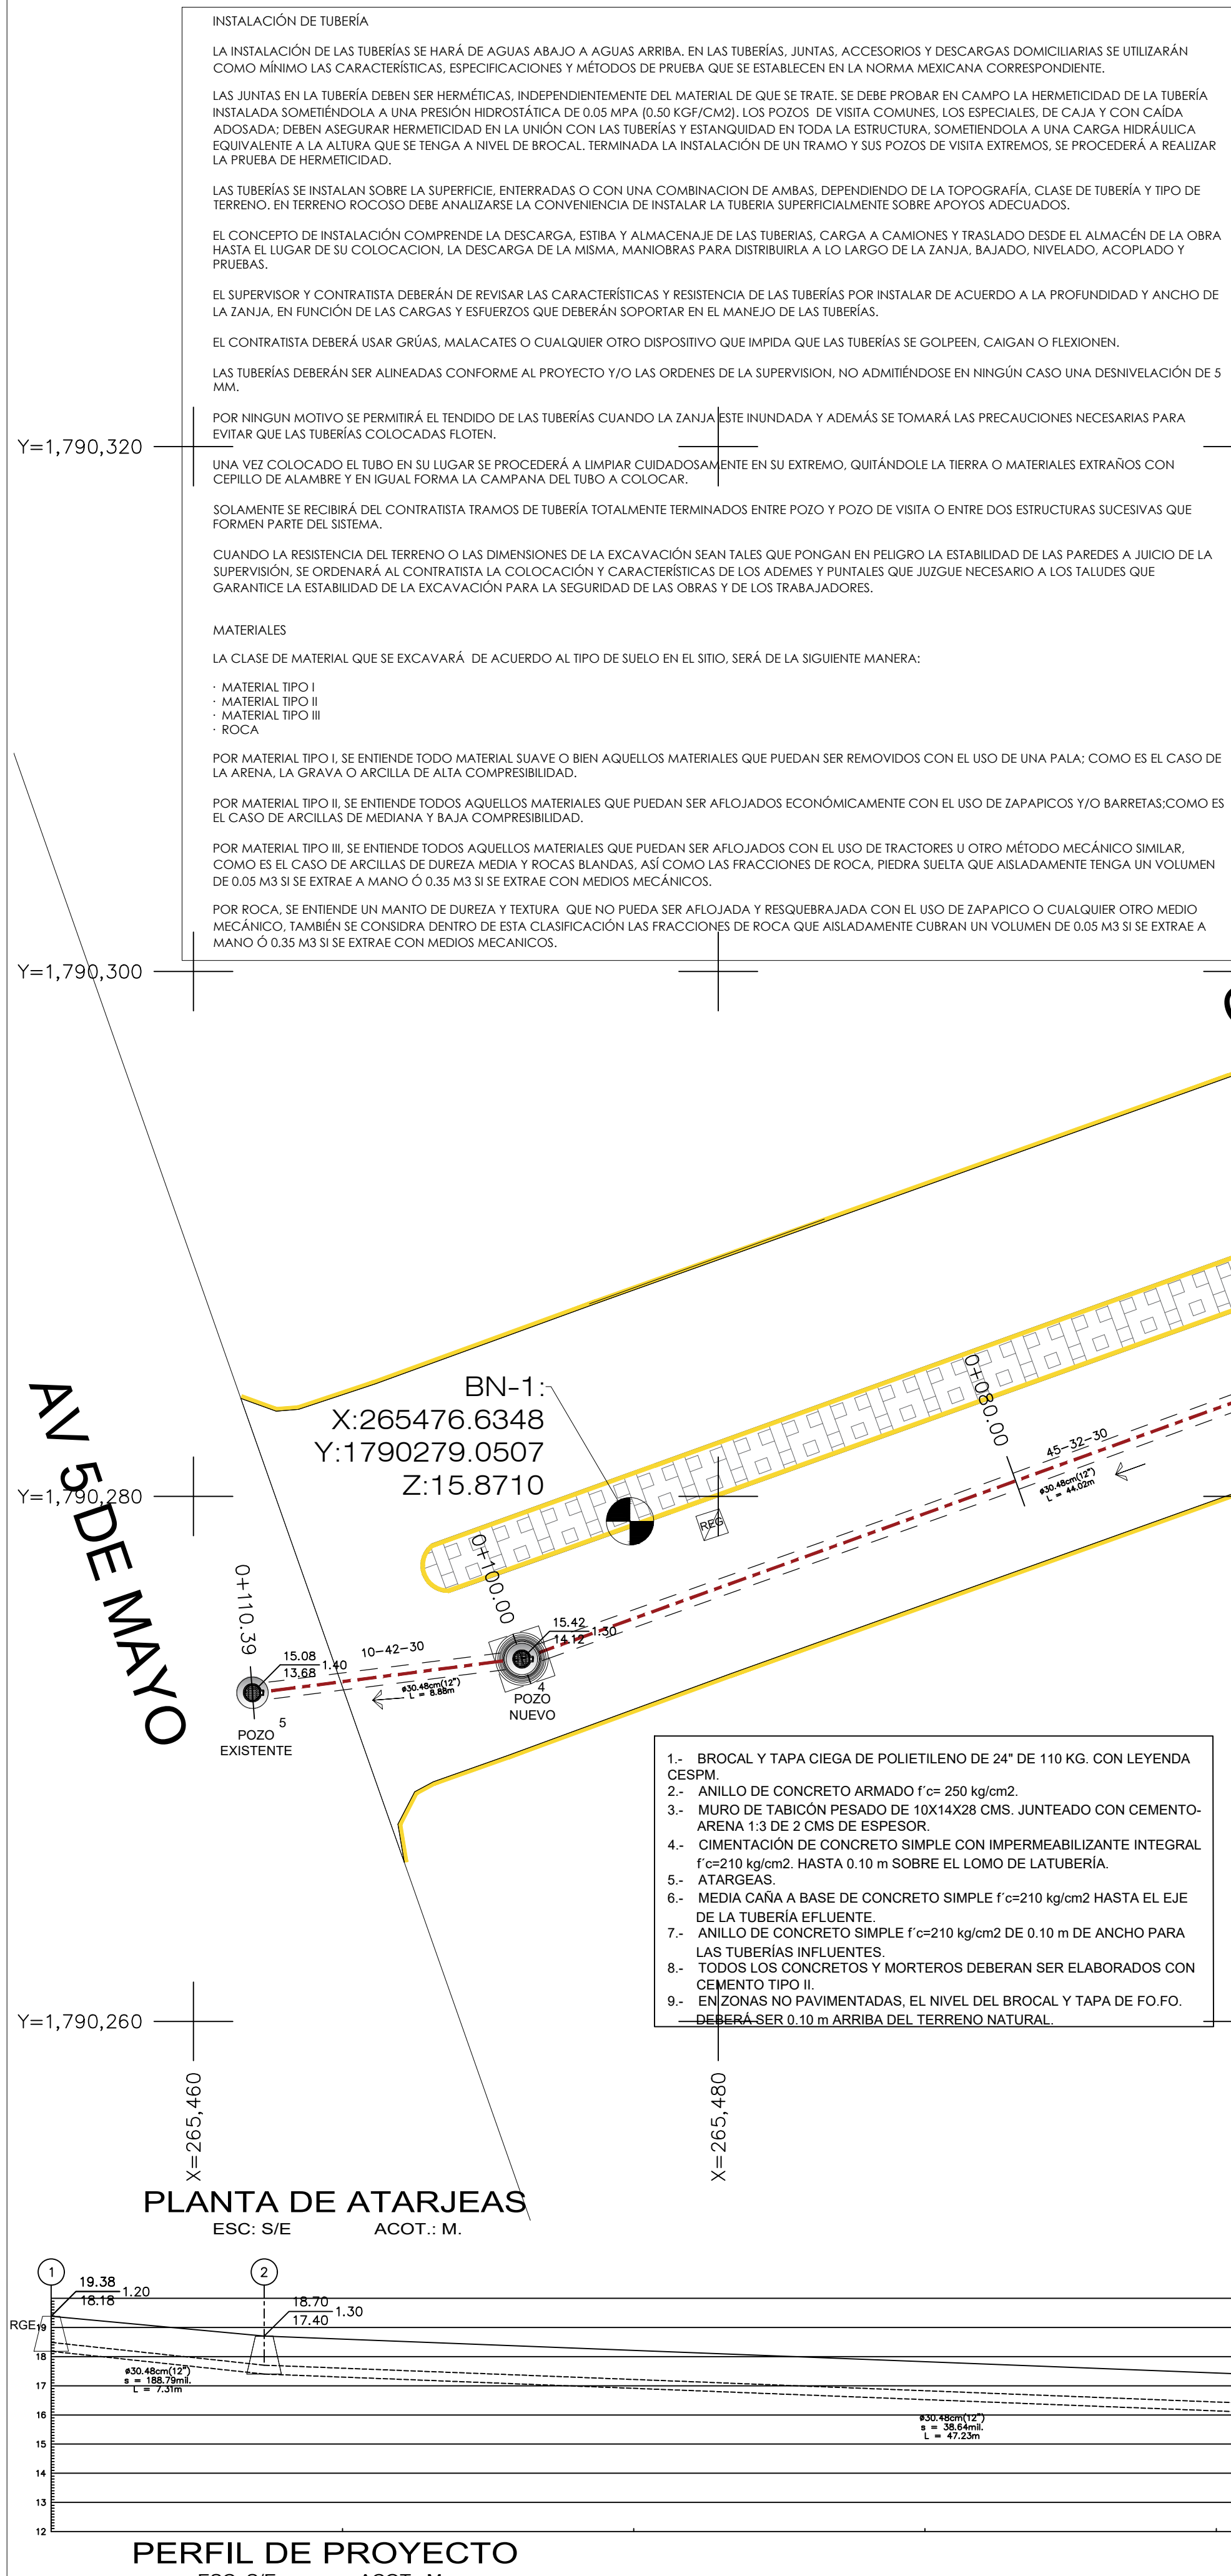 INSTALACIÓN DE TUBERÍA
LA INSTALACIÓN DE LAS TUBERÍAS SE HARÁ DE AGUAS ABAJO A AGUAS ARRIBA. EN LAS TUBERÍAS, JUNTAS, ACCESORIOS Y DESCARGAS DOMICILIARIAS SE UTILIZARÁN
COMO MÍNIMO LAS CARACTERÍSTICAS, ESPECIFICACIONES Y MÉTODOS DE PRUEBA QUE SE ESTABLECEN EN LA NORMA MEXICANA CORRESPONDIENTE.
LAS JUNTAS EN LA TUBERÍA DEBEN SER HERMÉTICAS, INDEPENDIENTEMENTE DEL MATERIAL DE QUE SE TRATE. SE DEBE PROBAR EN CAMPO LA HERMETICIDAD DE LA TUBERÍA
INSTALADA SOMETIÉNDOLA A UNA PRESIÓN HIDROSTÁTICA DE 0.05 MPA (0.50 KGF/CM2). LOS POZOS DE VISITA COMUNES, LOS ESPECIALES, DE CAJA Y CON CAÍDA
ADOSADA; DEBEN ASEGURAR HERMETICIDAD EN LA UNIÓN CON LAS TUBERÍAS Y ESTANQUIDAD EN TODA LA ESTRUCTURA, SOMETIENDOLA A UNA CARGA HIDRÁULICA
EQUIVALENTE A LA ALTURA QUE SE TENGA A NIVEL DE BROCAL. TERMINADA LA INSTALACIÓN DE UN TRAMO Y SUS POZOS DE VISITA EXTREMOS, SE PROCEDERÁ A REALIZAR
LA PRUEBA DE HERMETICIDAD.
LAS TUBERÍAS SE INSTALAN SOBRE LA SUPERFICIE, ENTERRADAS O CON UNA COMBINACION DE AMBAS, DEPENDIENDO DE LA TOPOGRAFÍA, CLASE DE TUBERÍA Y TIPO DE
TERRENO. EN TERRENO ROCOSO DEBE ANALIZARSE LA CONVENIENCIA DE INSTALAR LA TUBERIA SUPERFICIALMENTE SOBRE APOYOS ADECUADOS.
EL CONCEPTO DE INSTALACIÓN COMPRENDE LA DESCARGA, ESTIBA Y ALMACENAJE DE LAS TUBERIAS, CARGA A CAMIONES Y TRASLADO DESDE EL ALMACÉN DE LA OBRA
HASTA EL LUGAR DE SU COLOCACION, LA DESCARGA DE LA MISMA, MANIOBRAS PARA DISTRIBUIRLA A LO LARGO DE LA ZANJA, BAJADO, NIVELADO, ACOPLADO Y
PRUEBAS.
EL SUPERVISOR Y CONTRATISTA DEBERÁN DE REVISAR LAS CARACTERÍSTICAS Y RESISTENCIA DE LAS TUBERÍAS POR INSTALAR DE ACUERDO A LA PROFUNDIDAD Y ANCHO DE
LA ZANJA, EN FUNCIÓN DE LAS CARGAS Y ESFUERZOS QUE DEBERÁN SOPORTAR EN EL MANEJO DE LAS TUBERÍAS.
EL CONTRATISTA DEBERÁ USAR GRÚAS, MALACATES O CUALQUIER OTRO DISPOSITIVO QUE IMPIDA QUE LAS TUBERÍAS SE GOLPEEN, CAIGAN O FLEXIONEN.
LAS TUBERÍAS DEBERÁN SER ALINEADAS CONFORME AL PROYECTO Y/O LAS ORDENES DE LA SUPERVISION, NO ADMITIÉNDOSE EN NINGÚN CASO UNA DESNIVELACIÓN DE 5
MM.
POR NINGUN MOTIVO SE PERMITIRÁ EL TENDIDO DE LAS TUBERÍAS CUANDO LA ZANJA ESTE INUNDADA Y ADEMÁS SE TOMARÁ LAS PRECAUCIONES NECESARIAS PARA
EVITAR QUE LAS TUBERÍAS COLOCADAS FLOTEN.
Y=1,790,320
UNA VEZ COLOCADO EL TUBO EN SU LUGAR SE PROCEDERÁ A LIMPIAR CUIDADOSAMENTE EN SU EXTREMO, QUITÁNDOLE LA TIERRA O MATERIALES EXTRAÑOS CON
CEPILLO DE ALAMBRE Y EN IGUAL FORMA LA CAMPANA DEL TUBO A COLOCAR.
SOLAMENTE SE RECIBIRÁ DEL CONTRATISTA TRAMOS DE TUBERÍA TOTALMENTE TERMINADOS ENTRE POZO Y POZO DE VISITA O ENTRE DOS ESTRUCTURAS SUCESIVAS QUE
FORMEN PARTE DEL SISTEMA.
CUANDO LA RESISTENCIA DEL TERRENO O LAS DIMENSIONES DE LA EXCAVACIÓN SEAN TALES QUE PONGAN EN PELIGRO LA ESTABILIDAD DE LAS PAREDES A JUICIO DE LA
SUPERVISIÓN, SE ORDENARÁ AL CONTRATISTA LA COLOCACIÓN Y CARACTERÍSTICAS DE LOS ADEMES Y PUNTALES QUE JUZGUE NECESARIO A LOS TALUDES QUE
GARANTICE LA ESTABILIDAD DE LA EXCAVACIÓN PARA LA SEGURIDAD DE LAS OBRAS Y DE LOS TRABAJADORES.
MATERIALES
LA CLASE DE MATERIAL QUE SE EXCAVARÁ DE ACUERDO AL TIPO DE SUELO EN EL SITIO, SERÁ DE LA SIGUIENTE MANERA:
· MATERIAL TIPO I
· MATERIAL TIPO II
· MATERIAL TIPO III
· ROCA
POR MATERIAL TIPO I, SE ENTIENDE TODO MATERIAL SUAVE O BIEN AQUELLOS MATERIALES QUE PUEDAN SER REMOVIDOS CON EL USO DE UNA PALA; COMO ES EL CASO DE
LA ARENA, LA GRAVA O ARCILLA DE ALTA COMPRESIBILIDAD.
POR MATERIAL TIPO II, SE ENTIENDE TODOS AQUELLOS MATERIALES QUE PUEDAN SER AFLOJADOS ECONÓMICAMENTE CON EL USO DE ZAPAPICOS Y/O BARRETAS;COMO ES
EL CASO DE ARCILLAS DE MEDIANA Y BAJA COMPRESIBILIDAD.
POR MATERIAL TIPO III, SE ENTIENDE TODOS AQUELLOS MATERIALES QUE PUEDAN SER AFLOJADOS CON EL USO DE TRACTORES U OTRO MÉTODO MECÁNICO SIMILAR,
COMO ES EL CASO DE ARCILLAS DE DUREZA MEDIA Y ROCAS BLANDAS, ASÍ COMO LAS FRACCIONES DE ROCA, PIEDRA SUELTA QUE AISLADAMENTE TENGA UN VOLUMEN
DE 0.05 M3 SI SE EXTRAE A MANO Ó 0.35 M3 SI SE EXTRAE CON MEDIOS MECÁNICOS.
POR ROCA, SE ENTIENDE UN MANTO DE DUREZA Y TEXTURA QUE NO PUEDA SER AFLOJADA Y RESQUEBRAJADA CON EL USO DE ZAPAPICO O CUALQUIER OTRO MEDIO
MECÁNICO, TAMBIÉN SE CONSIDRA DENTRO DE ESTA CLASIFICACIÓN LAS FRACCIONES DE ROCA QUE AISLADAMENTE CUBRAN UN VOLUMEN DE 0.05 M3 SI SE EXTRAE A
MANO Ó 0.35 M3 SI SE EXTRAE CON MEDIOS MECANICOS.
Y=1,790,300
AV 5 DE MAYO
BN-1:
X:265476.6348
Y:1790279.0507
Z:15.8710
0+080.00
45-32-30
ø30.48cm(12")
L = 44.02m
Y=1,790,280
REG
0+100.00
0+110.39
15.42
14.12
1.30
15.08
13.68
1.40
10-42-30
ø30.48cm(12")
L = 8.88m
4
POZO
NUEVO
5
POZO
EXISTENTE
1.- BROCAL Y TAPA CIEGA DE POLIETILENO DE 24" DE 110 KG. CON LEYENDA
CESPM.
2.- ANILLO DE CONCRETO ARMADO f´c= 250 kg/cm2.
3.- MURO DE TABICÓN PESADO DE 10X14X28 CMS. JUNTEADO CON CEMENTO-
ARENA 1:3 DE 2 CMS DE ESPESOR.
4.- CIMENTACIÓN DE CONCRETO SIMPLE CON IMPERMEABILIZANTE INTEGRAL
f´c=210 kg/cm2. HASTA 0.10 m SOBRE EL LOMO DE LATUBERÍA.
5.- ATARGEAS.
6.- MEDIA CAÑA A BASE DE CONCRETO SIMPLE f´c=210 kg/cm2 HASTA EL EJE
DE LA TUBERÍA EFLUENTE.
7.- ANILLO DE CONCRETO SIMPLE f´c=210 kg/cm2 DE 0.10 m DE ANCHO PARA
LAS TUBERÍAS INFLUENTES.
8.- TODOS LOS CONCRETOS Y MORTEROS DEBERAN SER ELABORADOS CON
CEMENTO TIPO II.
9.- EN ZONAS NO PAVIMENTADAS, EL NIVEL DEL BROCAL Y TAPA DE FO.FO.
DEBERÁ SER 0.10 m ARRIBA DEL TERRENO NATURAL.
Y=1,790,260
X=265,460
X=265,480
PLANTA DE ATARJEAS
ESC: S/E ACOT.: M.
1
2
19.38
18.18
1.20
18.70
17.40
1.30
RGE
19
18
17
16
15
14
13
12
ø30.48cm(12")
s = 188.79mil.
L = 7.31m
ø30.48cm(12")
s = 38.64mil.
L = 47.23m
PERFIL DE PROYECTO